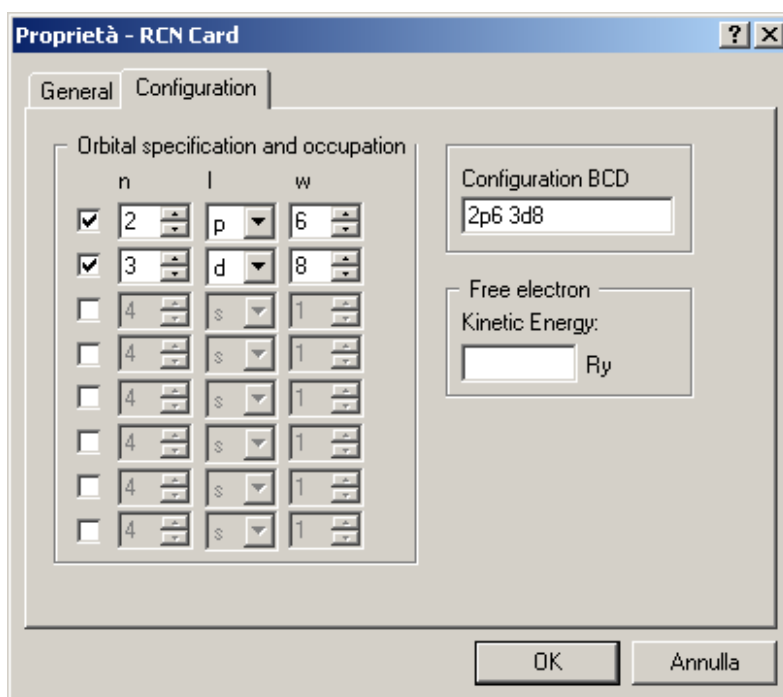 Proprietà - RCN Card
General Configuration
Orbital specification and occupation
n l w
2 p 6
3 d 8
4 s 1
4 s 1
4 s 1
4 s 1
4 s 1
4 s 1
Configuration BCD
2p6 3d8
Free electron
Kinetic Energy:
Ry
OK Annulla